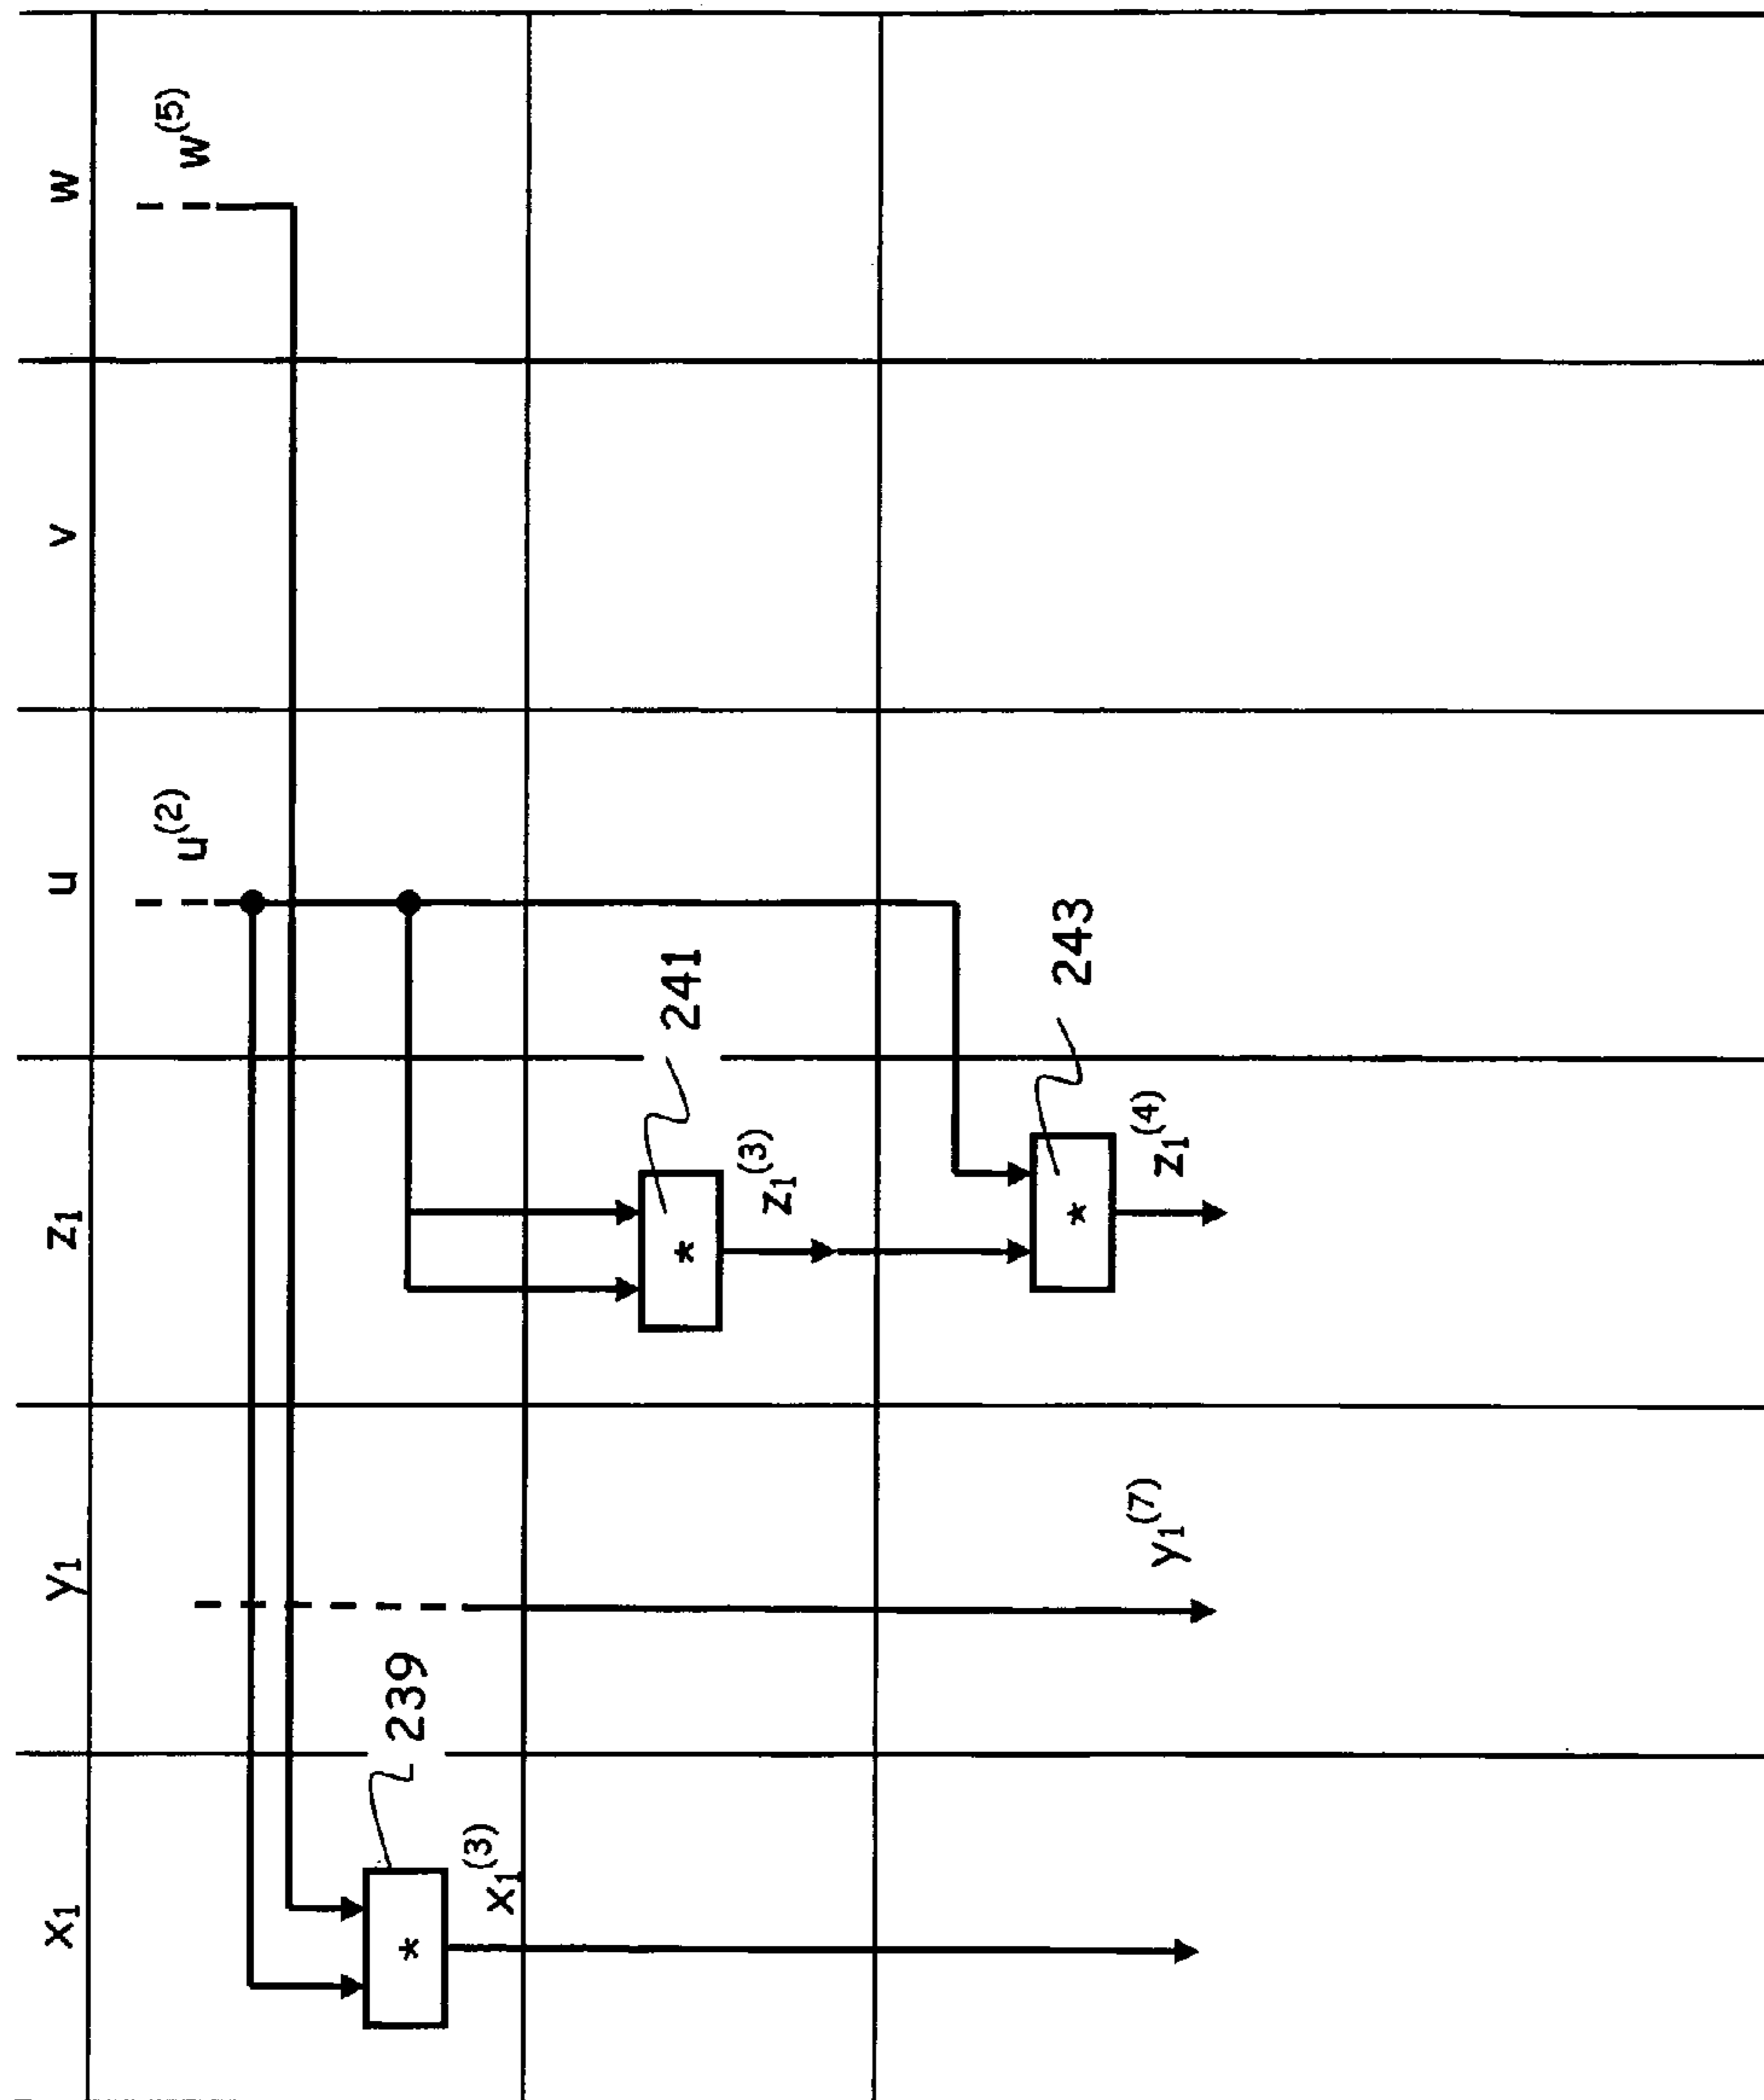 x₁ y₁ z₁ u v w
u⁽²⁾ w⁽⁵⁾
239
*
x₁⁽³⁾
241
*
z₁⁽³⁾
243
*
y₁⁽⁷⁾ z₁⁽⁴⁾